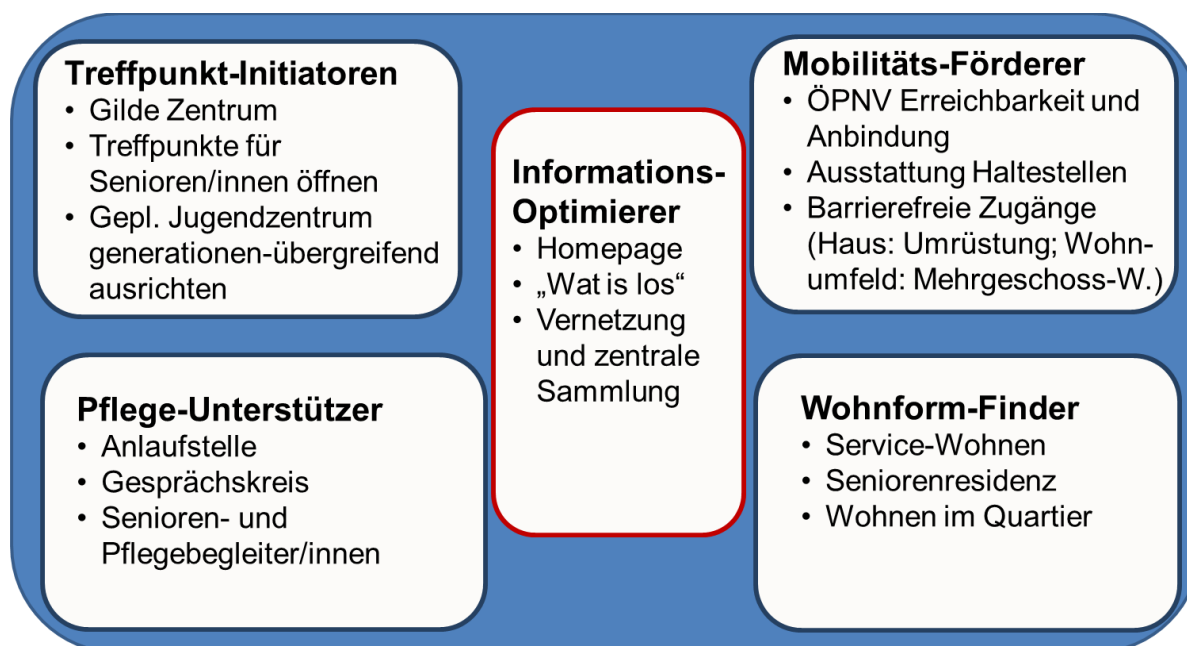 Treffpunkt-Initiatoren
• Gilde Zentrum
• Treffpunkte für
Senioren/innen öffnen
• Gepl. Jugendzentrum
generationen-übergreifend
ausrichten
Informations-
Optimierer
• Homepage
• „Wat is los“
• Vernetzung
und zentrale
Sammlung
Mobilitäts-Förderer
• ÖPNV Erreichbarkeit und
Anbindung
• Ausstattung Haltestellen
• Barrierefreie Zugänge
(Haus: Umrüstung; Wohn-
umfeld: Mehrgeschoss-W.)
Pflege-Unterstützer
• Anlaufstelle
• Gesprächskreis
• Senioren- und
Pflegebegleiter/innen
Wohnform-Finder
• Service-Wohnen
• Seniorenresidenz
• Wohnen im Quartier